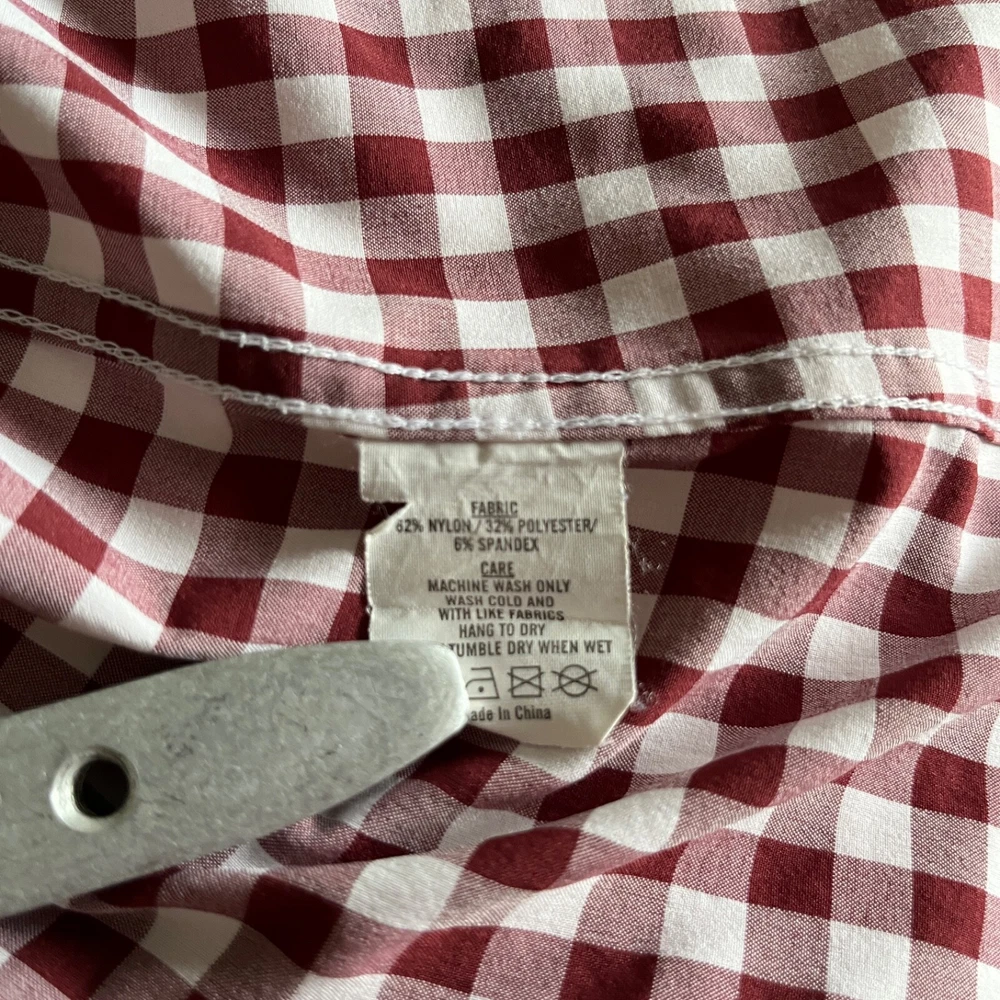 FABRIC
62% NYLON / 32% POLYESTER/
6% SPANDEX
CARE
MACHINE WASH ONLY
WASH COLD AND
WITH LIKE FABRICS
HANG TO DRY
TUMBLE DRY WHEN WET
ade In China